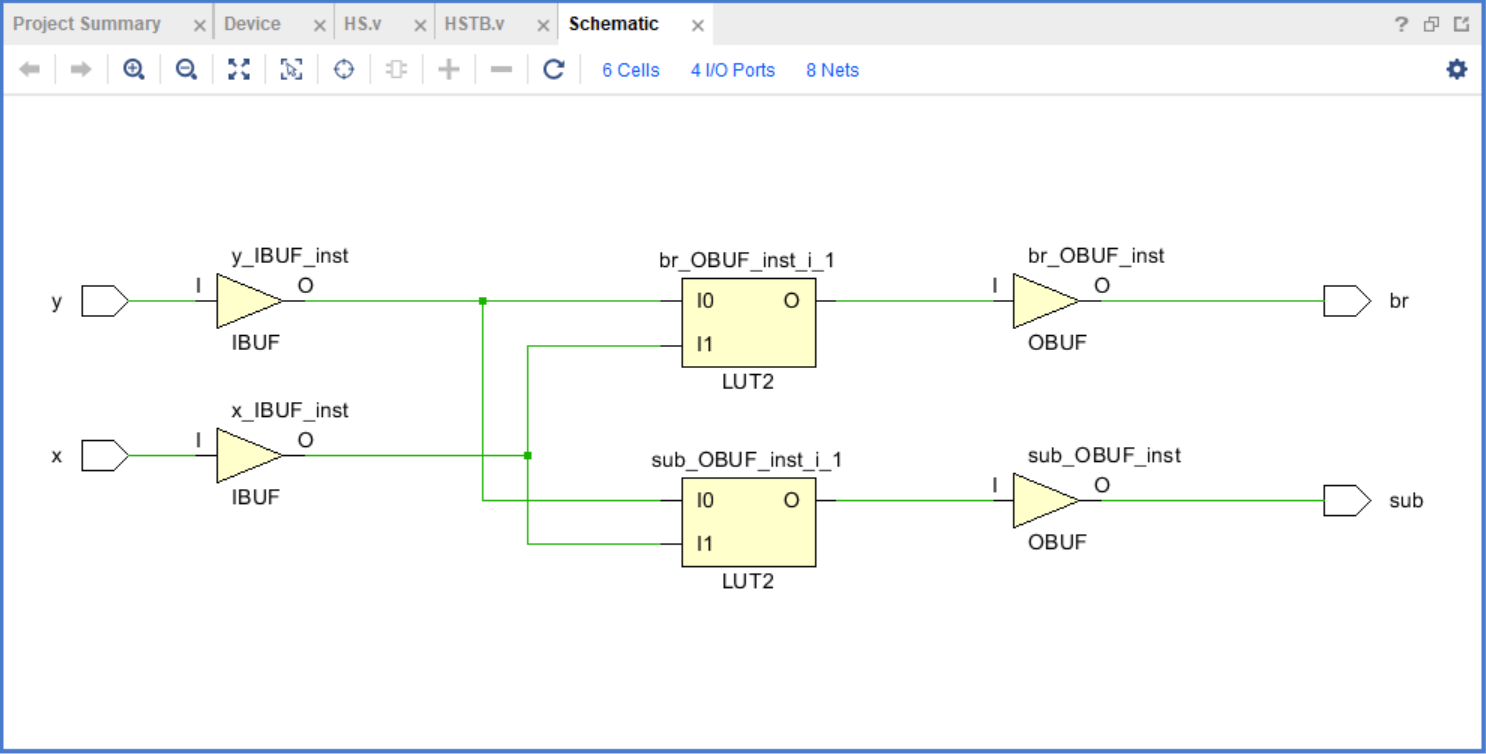 Project Summary × Device × HS.v × HSTB.v × Schematic × ?
6 Cells 4 I/O Ports 8 Nets
y_IBUF_inst br_OBUF_inst_i_1 br_OBUF_inst
y I O I0 O I O br
IBUF I1 OBUF
LUT2
x_IBUF_inst
x I O
IBUF
sub_OBUF_inst_i_1 sub_OBUF_inst
I0 O I O sub
I1 OBUF
LUT2